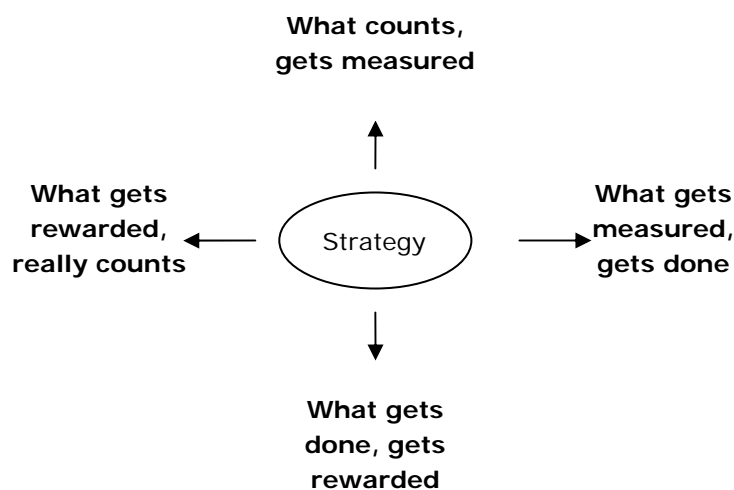 What counts,
gets measured
What gets
rewarded,
really counts
Strategy
What gets
measured,
gets done
What gets
done, gets
rewarded